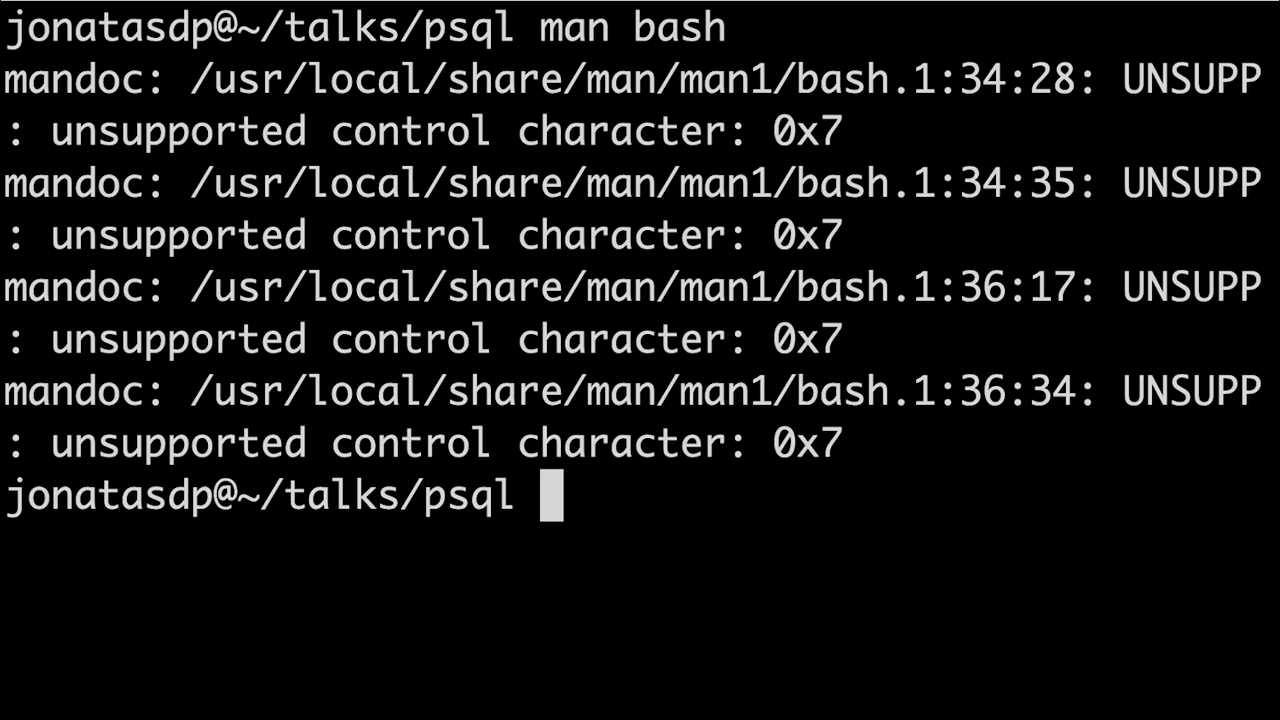 jonatasdp@~/talks/psql man bash
mandoc: /usr/local/share/man/man1/bash.1:34:28: UNSUPP
: unsupported control character: 0x7
mandoc: /usr/local/share/man/man1/bash.1:34:35: UNSUPP
: unsupported control character: 0x7
mandoc: /usr/local/share/man/man1/bash.1:36:17: UNSUPP
: unsupported control character: 0x7
mandoc: /usr/local/share/man/man1/bash.1:36:34: UNSUPP
: unsupported control character: 0x7
jonatasdp@~/talks/psql